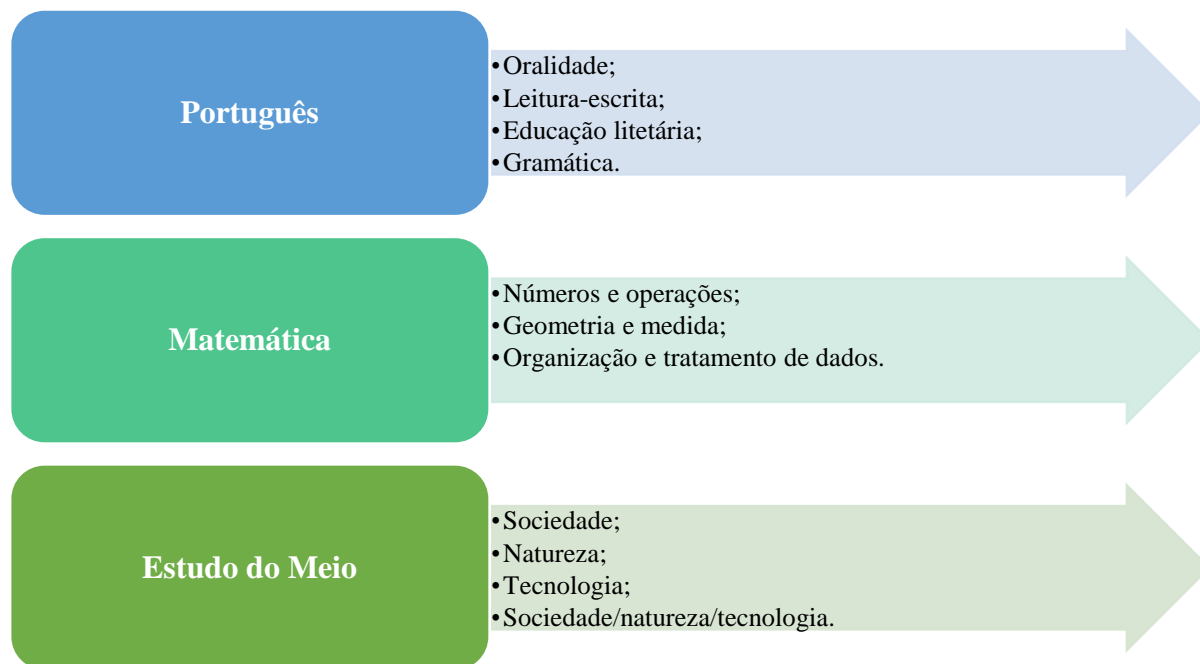 Português
•Oralidade;
•Leitura-escrita;
•Educação litetária;
•Gramática.
Matemática
•Números e operações;
•Geometria e medida;
•Organização e tratamento de dados.
Estudo do Meio
•Sociedade;
•Natureza;
•Tecnologia;
•Sociedade/natureza/tecnologia.